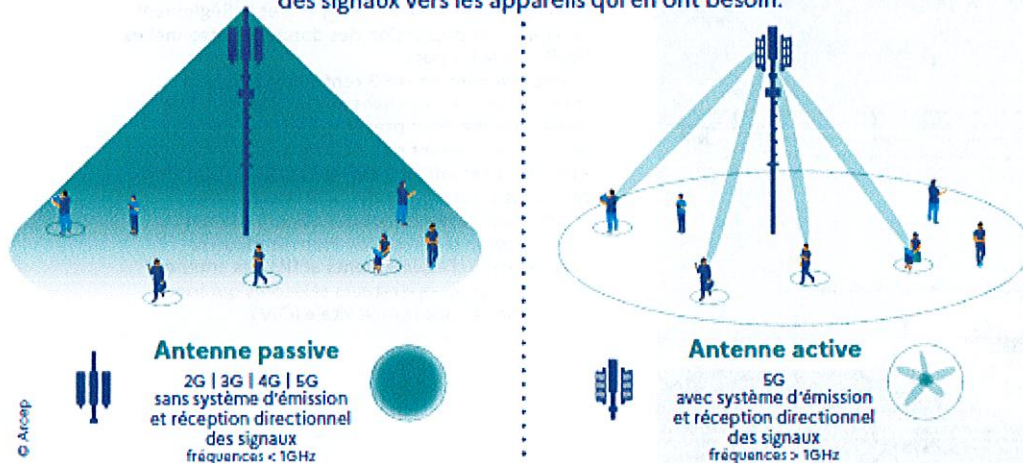 des signaux vers les appareils qui en ont besoin.
Antenne passive
2G | 3G | 4G | 5G
sans système d'émission
et réception directionnel
des signaux
fréquences < 1GHz
Antenne active
5G
avec système d'émission
et réception directionnel
des signaux
fréquences > 1GHz
© Arcep